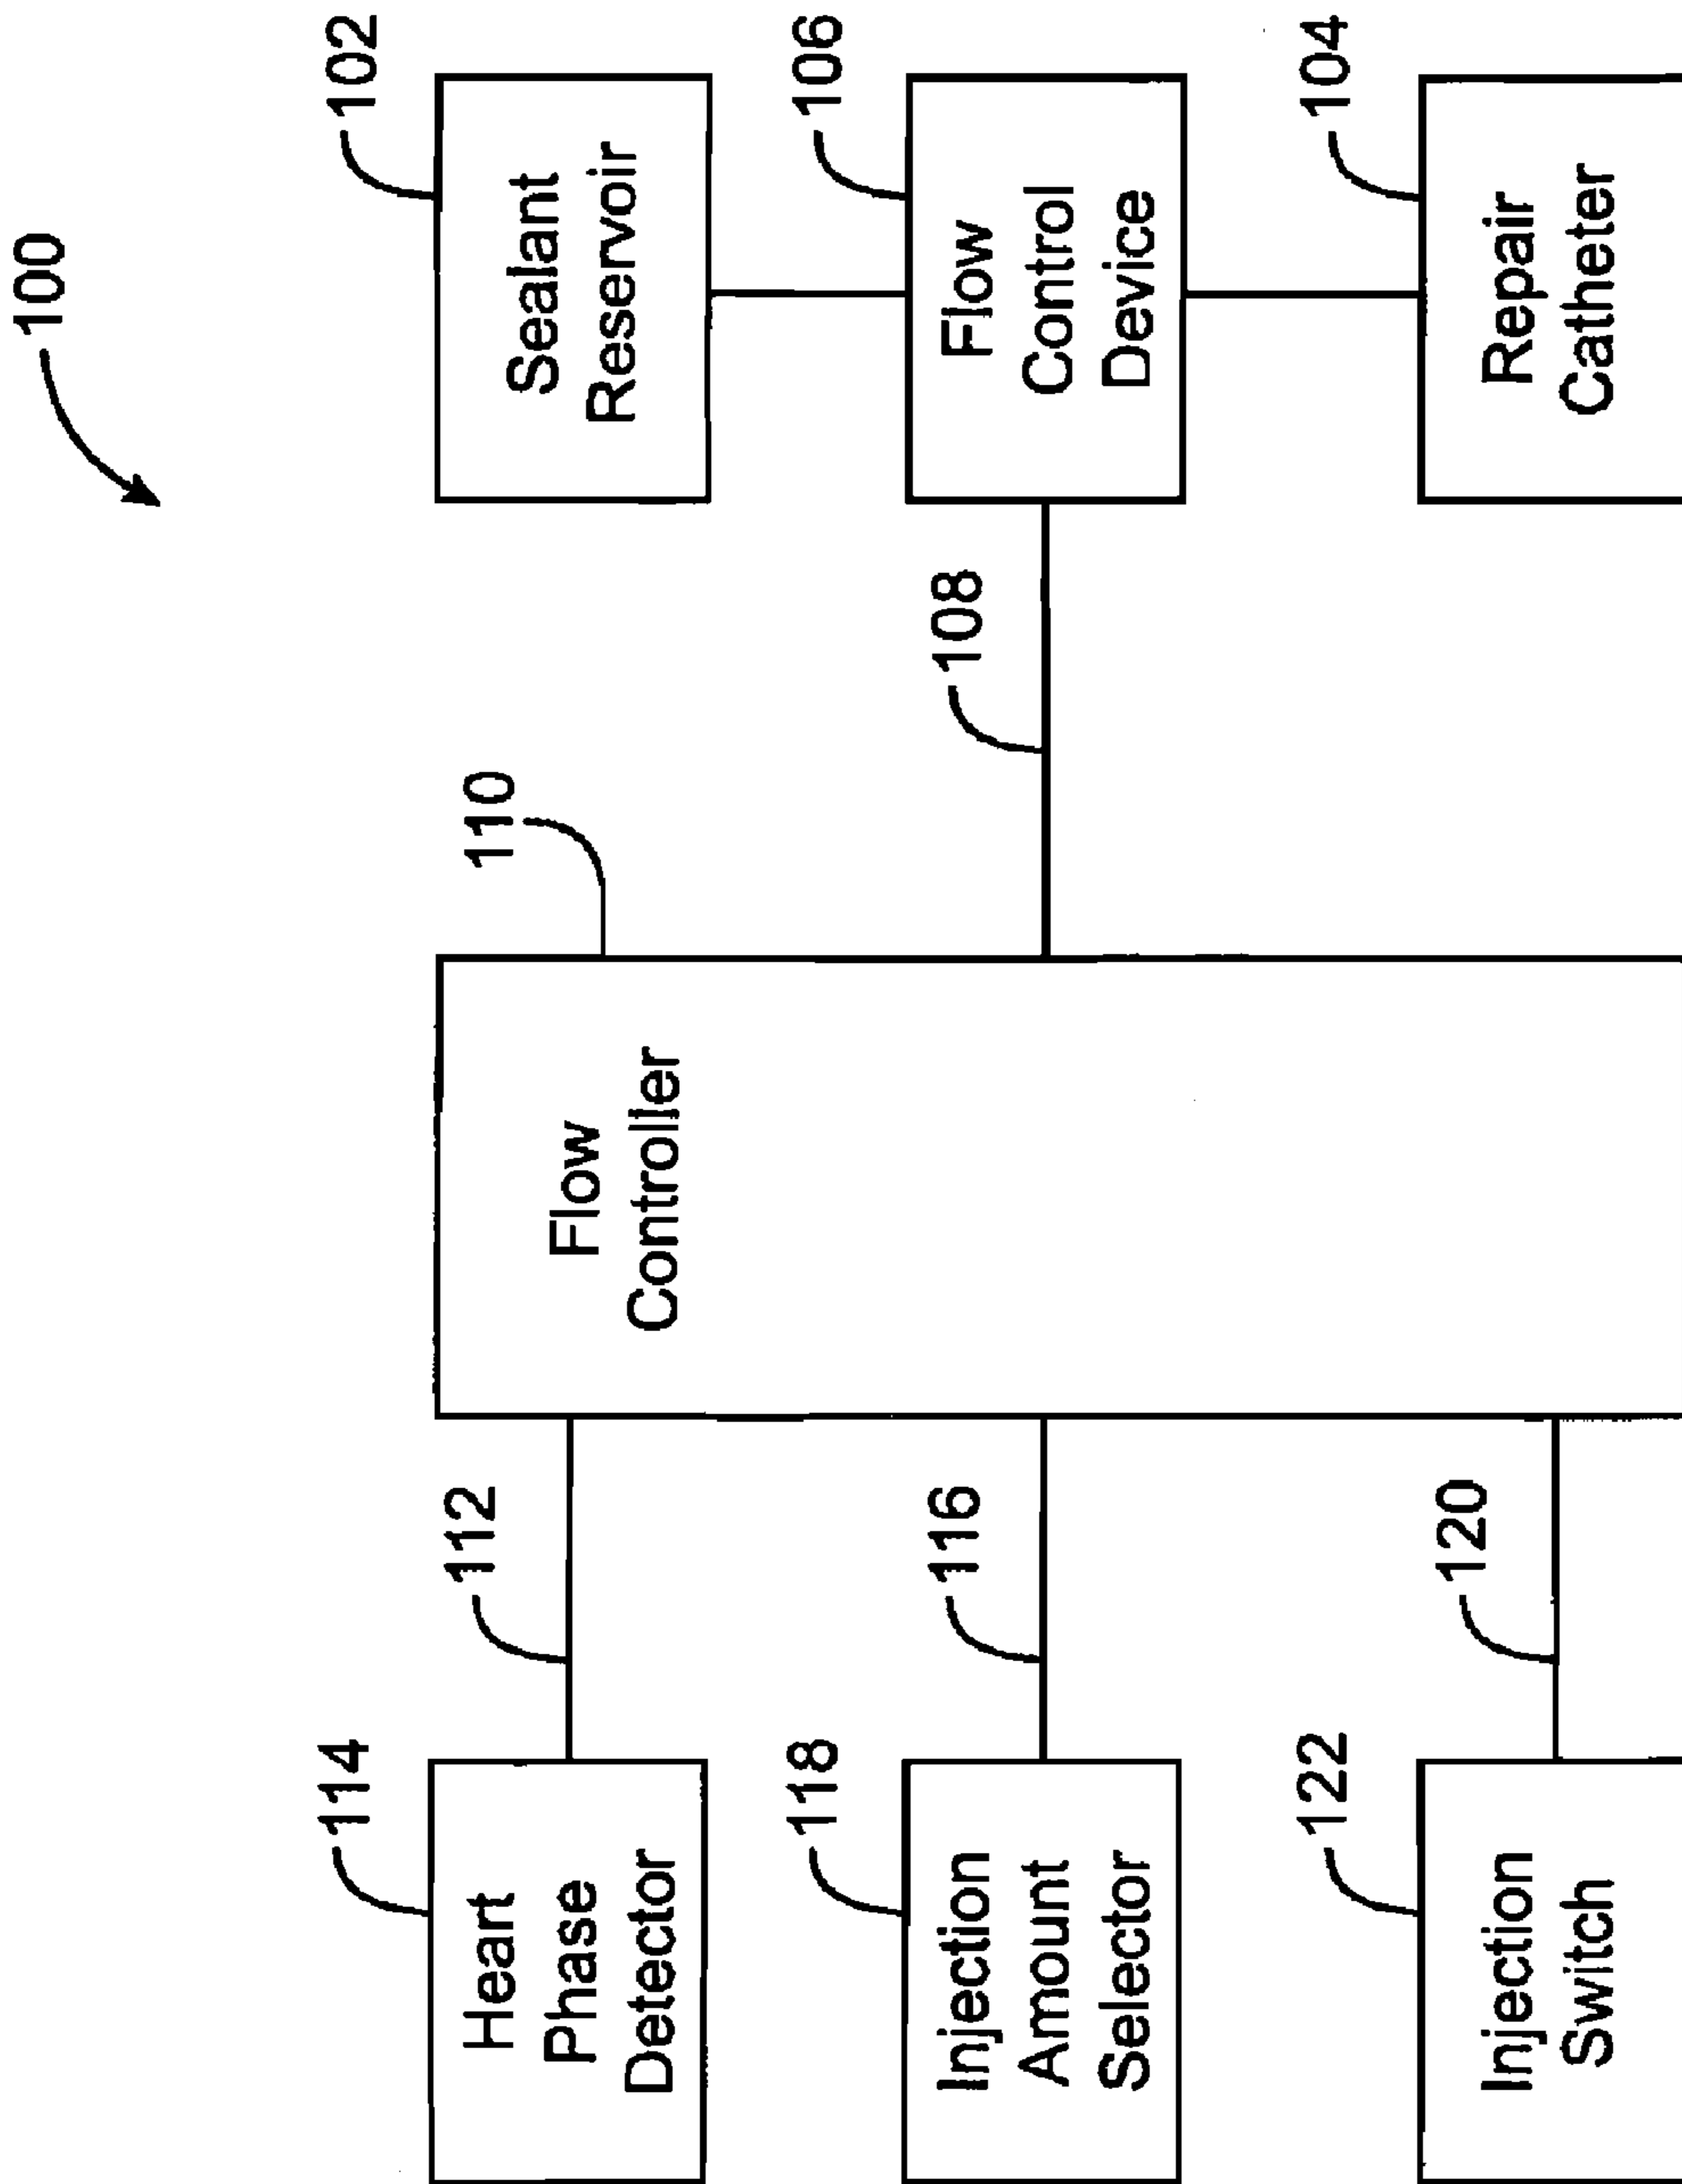 100
114
Heart
Phase
Detector
112
110
Flow
Controller
102
Sealant
Reservoir
118
Injection
Amount
Selector
116
108
106
Flow
Control
Device
122
Injection
Switch
120
104
Repair
Catheter